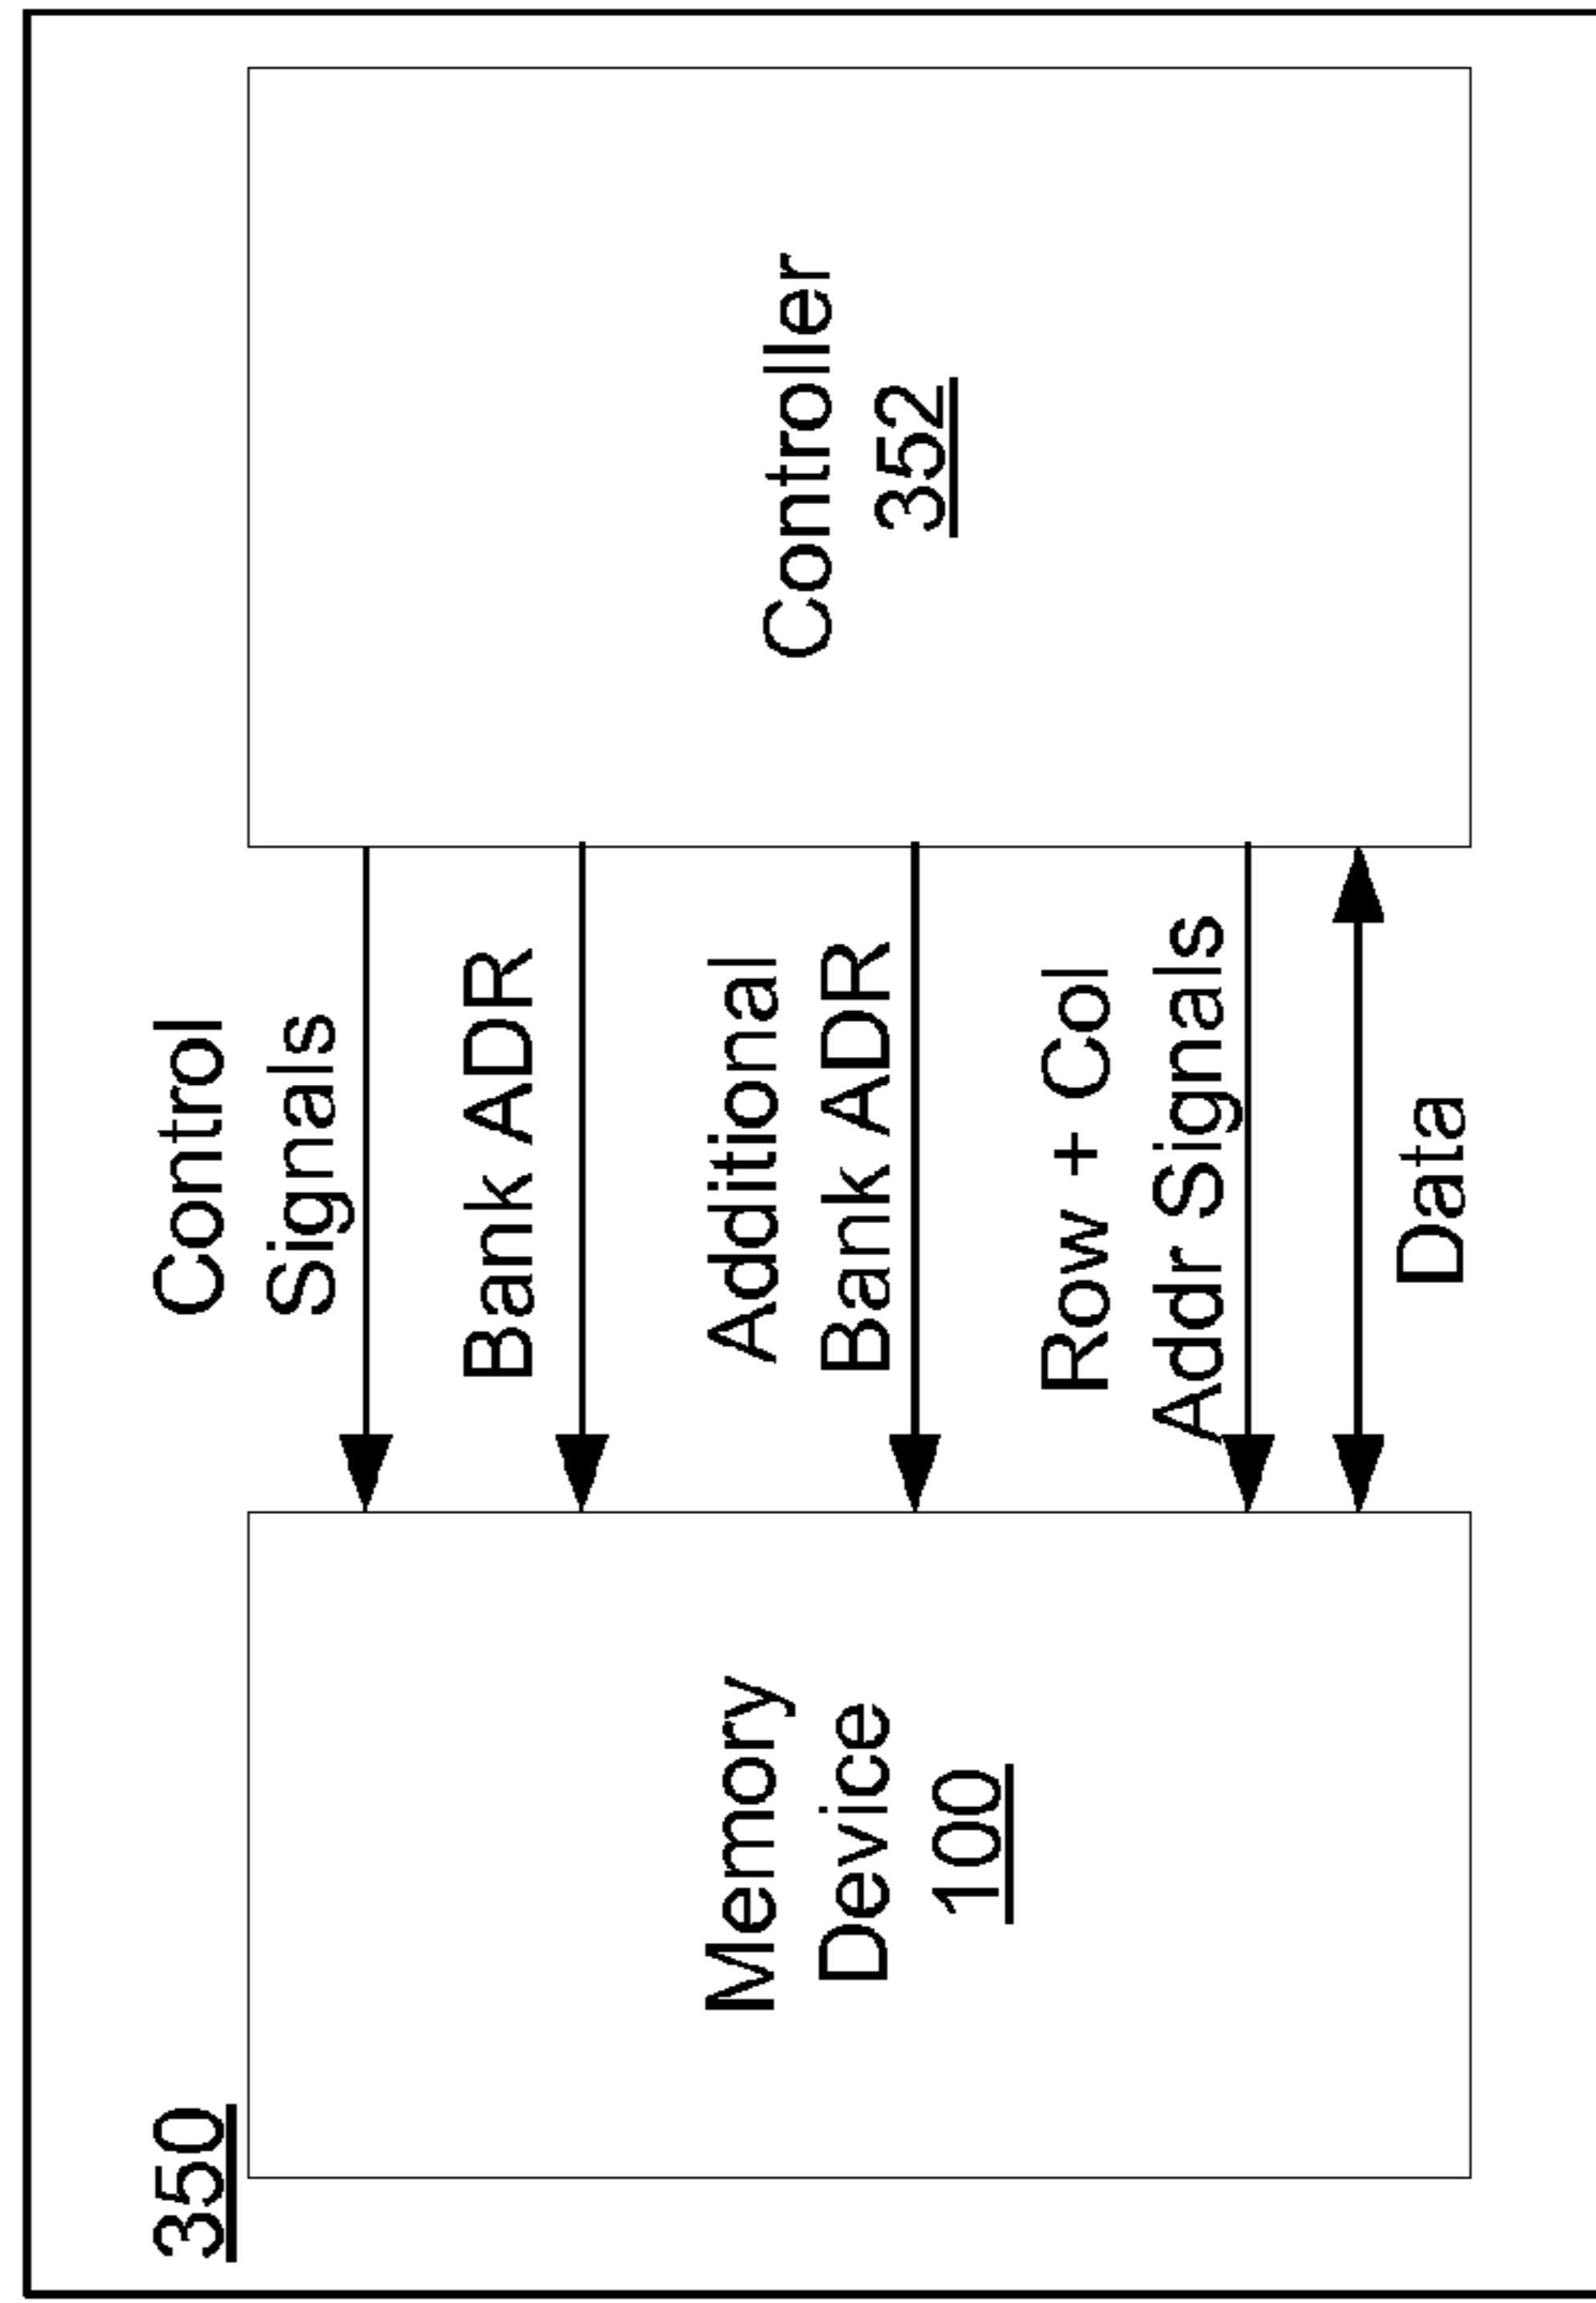 350
Control
Signals
Bank ADR
Additional
Bank ADR
Row + Col
Addr Signals
Data
Memory
Device
100
Controller
352